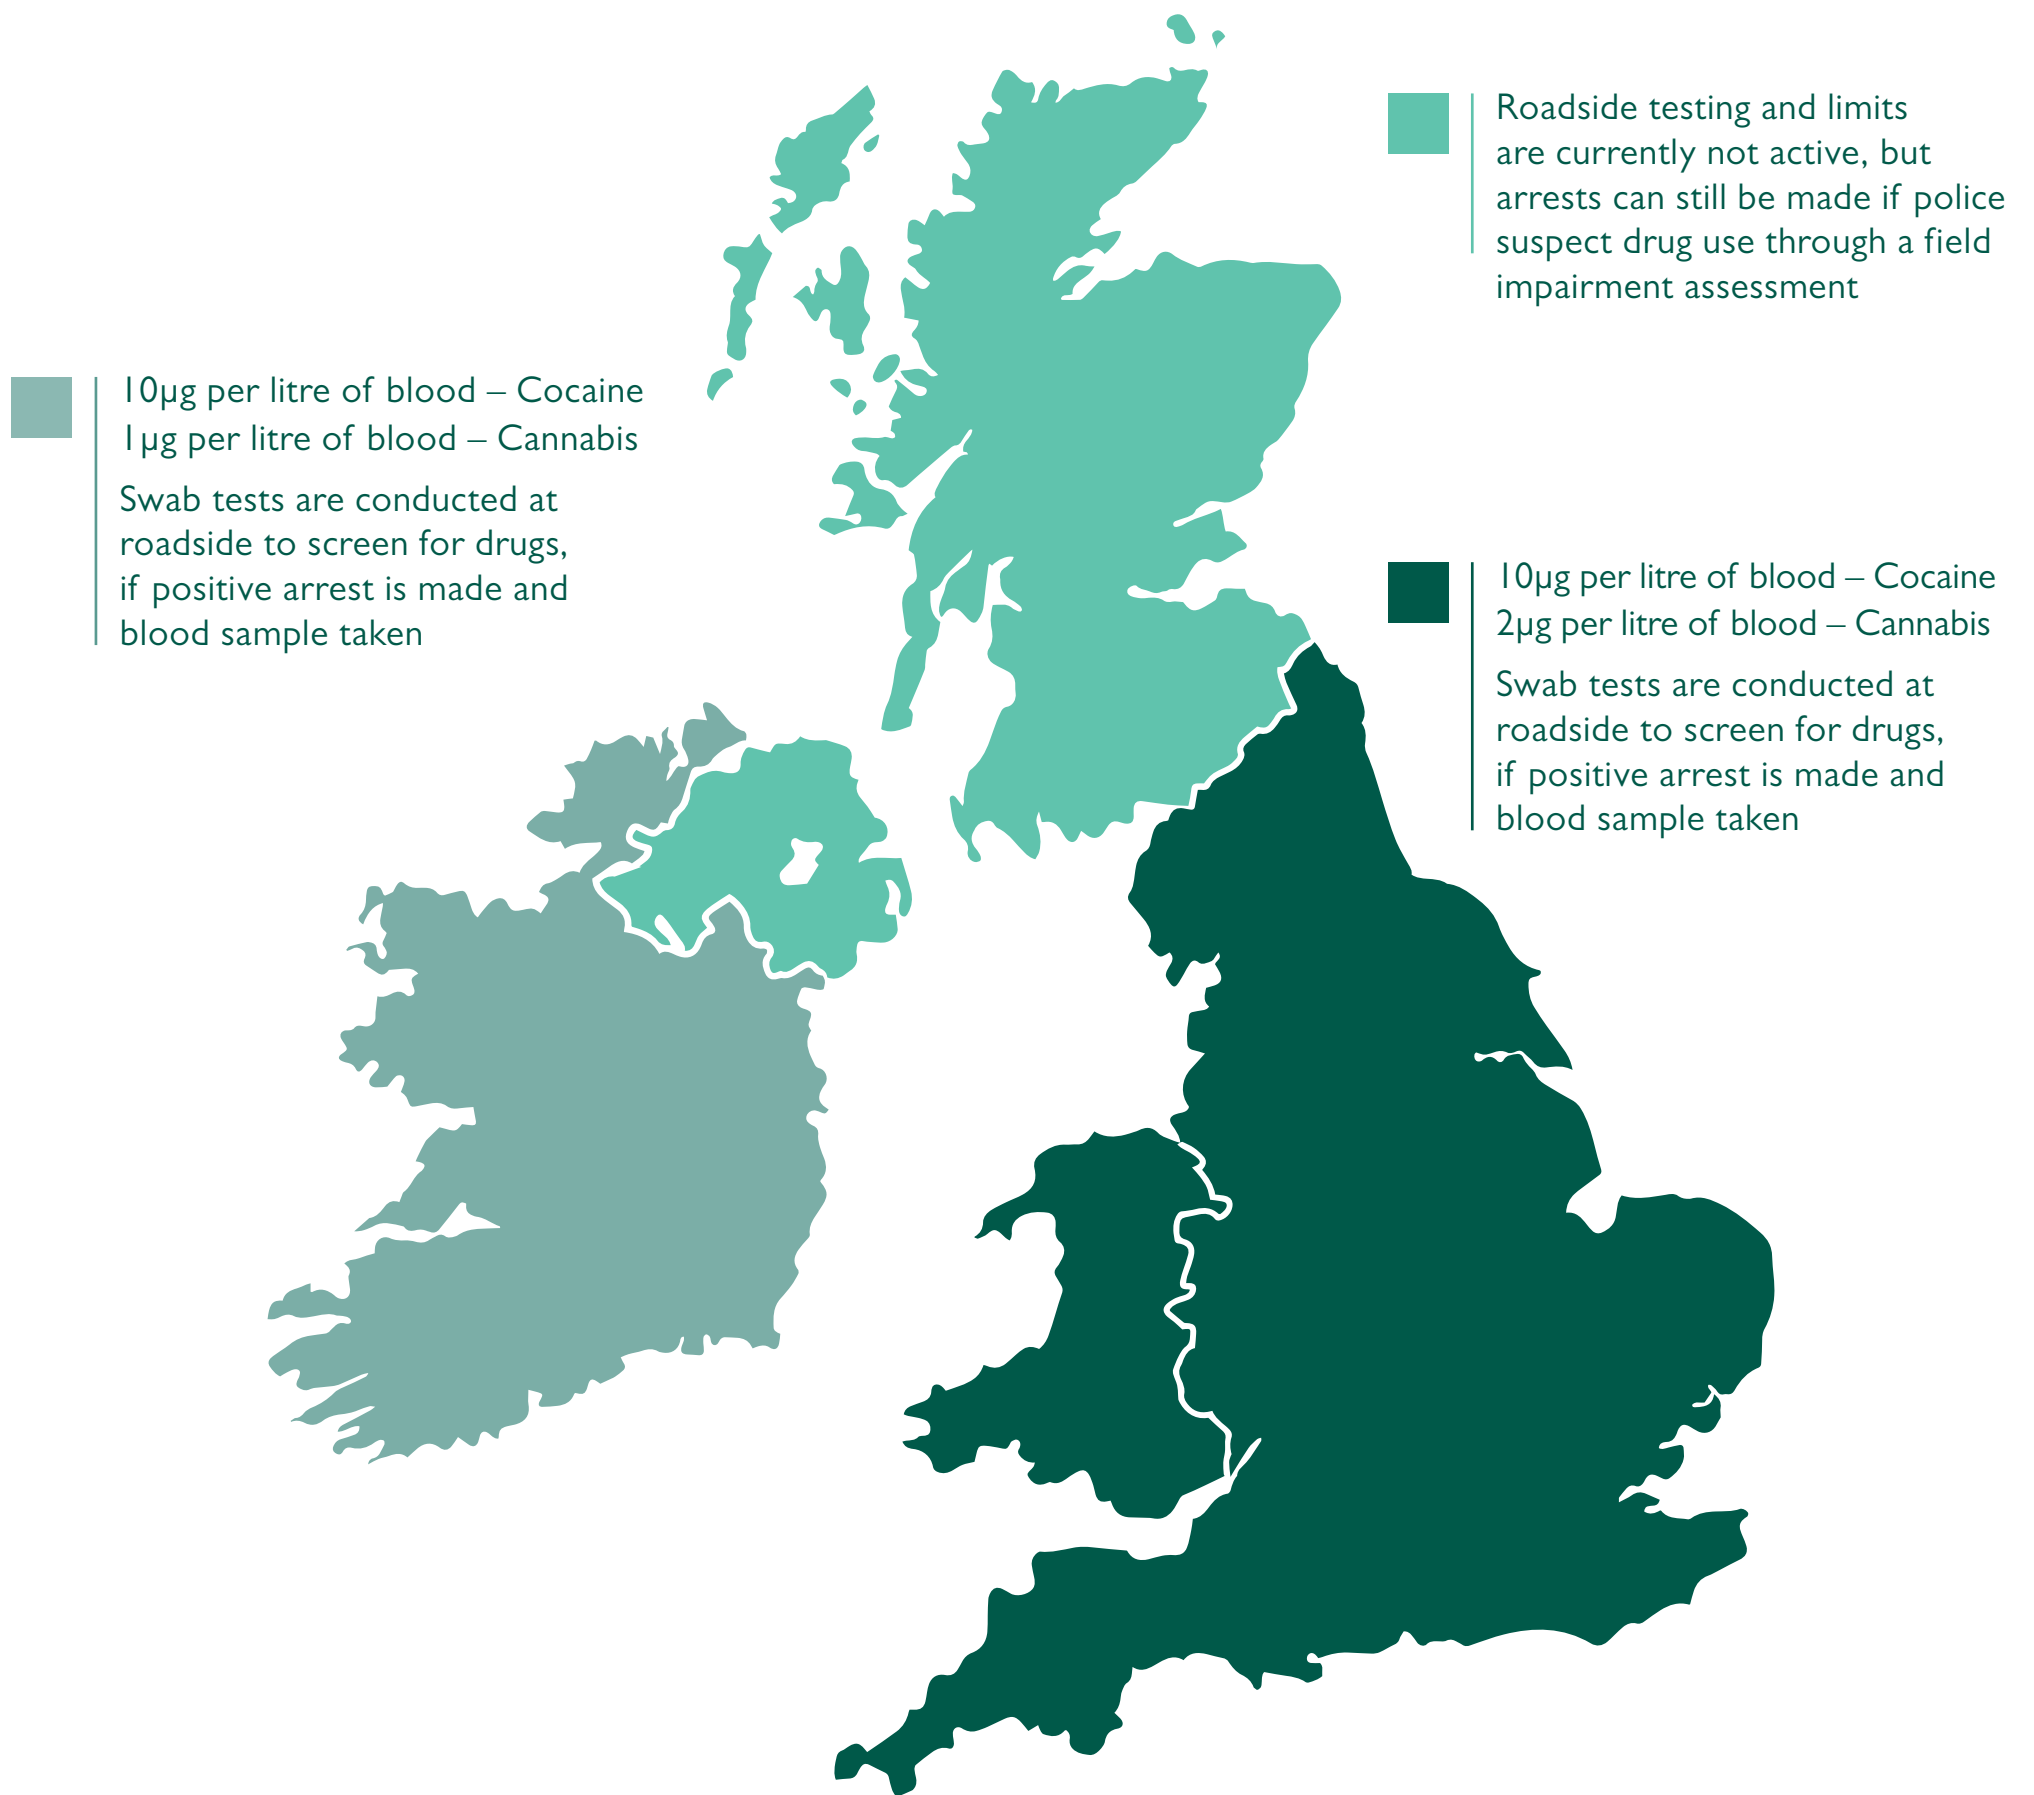 Roadside testing and limits
are currently not active, but
arrests can still be made if police
suspect drug use through a field
impairment assessment
10µg per litre of blood – Cocaine
1µg per litre of blood – Cannabis
Swab tests are conducted at
roadside to screen for drugs,
if positive arrest is made and
blood sample taken
10µg per litre of blood – Cocaine
2µg per litre of blood – Cannabis
Swab tests are conducted at
roadside to screen for drugs,
if positive arrest is made and
blood sample taken